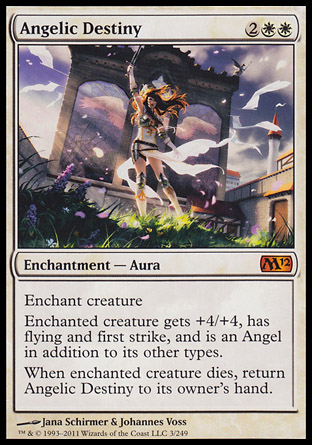 Angelic Destiny 2
Enchantment — Aura M12
Enchant creature
Enchanted creature gets +4/+4, has
flying and first strike, and is an Angel
in addition to its other types.
When enchanted creature dies, return
Angelic Destiny to its owner's hand.
Jana Schirmer & Johannes Voss
™ & © 1993–2011 Wizards of the Coast LLC 3/249